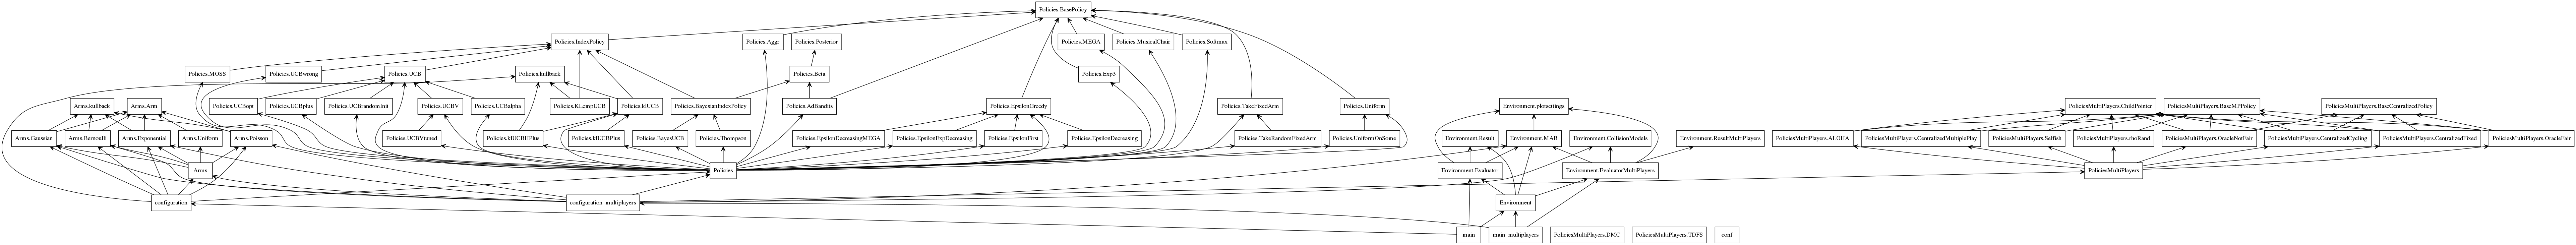 Policies.BasePolicy
Policies.IndexPolicy
Policies.Aggr
Policies.Posterior
Policies.MEGA
Policies.MusicalChair
Policies.Softmax
Policies.MOSS
Policies.UCBwrong
Policies.UCB
Policies.kullback
Policies.Beta
Policies.Exp3
Arms.kullback
Arms.Arm
Policies.UCBopt
Policies.UCBplus
Policies.UCBrandomInit
Policies.UCBV
Policies.UCBalpha
Policies.KLempUCB
Policies.klUCB
Policies.BayesianIndexPolicy
Policies.AdBandits
Policies.EpsilonGreedy
Policies.TakeFixedArm
Policies.Uniform
Environment.plotsettings
PoliciesMultiPlayers.ChildPointer
PoliciesMultiPlayers.BaseMPPolicy
PoliciesMultiPlayers.BaseCentralizedPolicy
Arms.Gaussian
Arms.Bernoulli
Arms.Exponential
Arms.Uniform
Arms.Poisson
Policies.UCBVtuned
Policies.klUCBHPlus
Policies.klUCBPlus
Policies.BayesUCB
Policies.Thompson
Policies.EpsilonDecreasingMEGA
Policies.EpsilonExpDecreasing
Policies.EpsilonFirst
Policies.EpsilonDecreasing
Policies.TakeRandomFixedArm
Policies.UniformOnSome
Environment.Result
Environment.MAB
Environment.CollisionModels
Environment.ResultMultiPlayers
PoliciesMultiPlayers.ALOHA
PoliciesMultiPlayers.CentralizedMultiplePlay
PoliciesMultiPlayers.Selfish
PoliciesMultiPlayers.rhoRand
PoliciesMultiPlayers.OracleNotFair
PoliciesMultiPlayers.CentralizedCycling
PoliciesMultiPlayers.CentralizedFixed
PoliciesMultiPlayers.OracleFair
Arms
Policies
Environment.Evaluator
Environment.EvaluatorMultiPlayers
PoliciesMultiPlayers
configuration
configuration_multiplayers
Environment
main
main_multiplayers
PoliciesMultiPlayers.DMC
PoliciesMultiPlayers.TDFS
conf